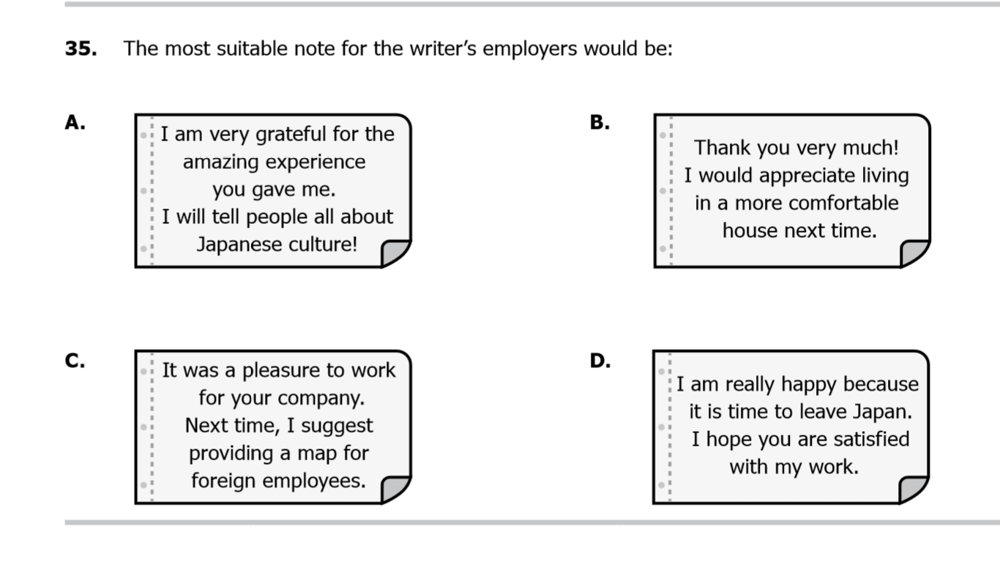 35. The most suitable note for the writer’s employers would be:
A.
I am very grateful for the
amazing experience
you gave me.
I will tell people all about
Japanese culture!
B.
Thank you very much!
I would appreciate living
in a more comfortable
house next time.
C.
It was a pleasure to work
for your company.
Next time, I suggest
providing a map for
foreign employees.
D.
I am really happy because
it is time to leave Japan.
I hope you are satisfied
with my work.